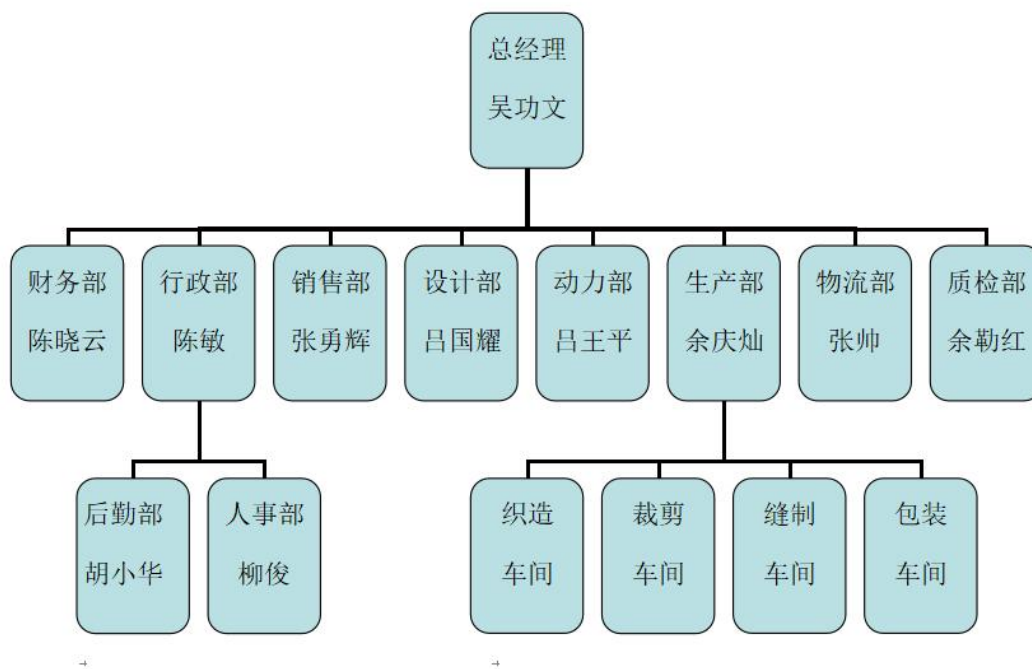 总经理
吴功文
财务部
陈晓云
行政部
陈敏
销售部
张勇辉
设计部
吕国耀
动力部
吕王平
生产部
余庆灿
物流部
张帅
质检部
余勒红
后勤部
胡小华
人事部
柳俊
织造
车间
裁剪
车间
缝制
车间
包装
车间